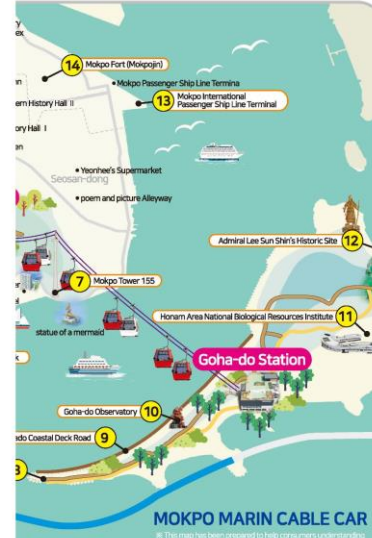 14 Mokpo Fort (Mokpojin)
• Mokpo Passenger Ship Line Termina
13 Mokpo International
Passenger Ship Line Terminal
History Hall II
Hall I
• Yeonhee's Supermarket
Seosan-dong
• poem and picture Alleyway
Admiral Lee Sun Shin's Historic Site 12
7 Mokpo Tower 155
Honam Area National Biological Resources Institute 11
statue of a mermaid
Goha-do Station
Goha-do Observatory 10
Coastal Deck Road 9
MOKPO MARIN CABLE CAR
※ This map has been prepared to help consumers understanding